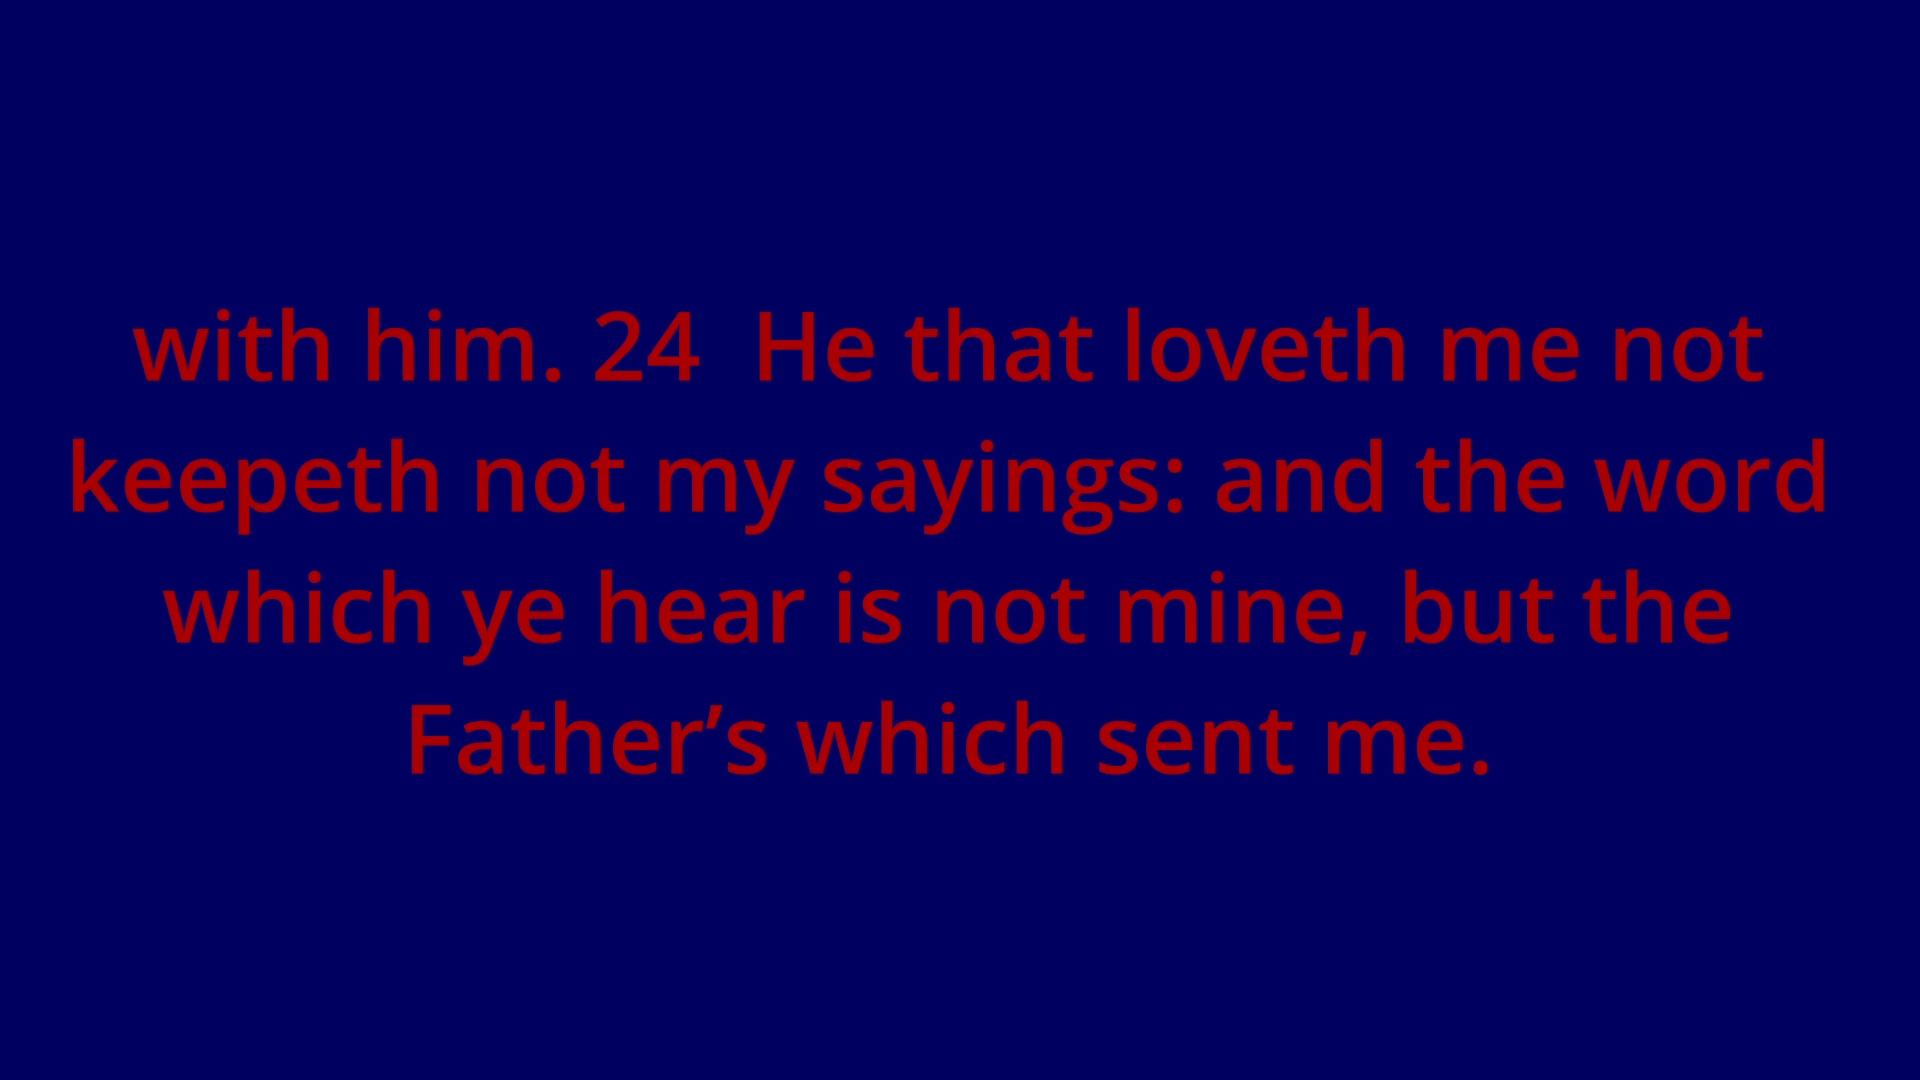 with him. 24  He that loveth me not
keepeth not my sayings: and the word
which ye hear is not mine, but the
Father’s which sent me.